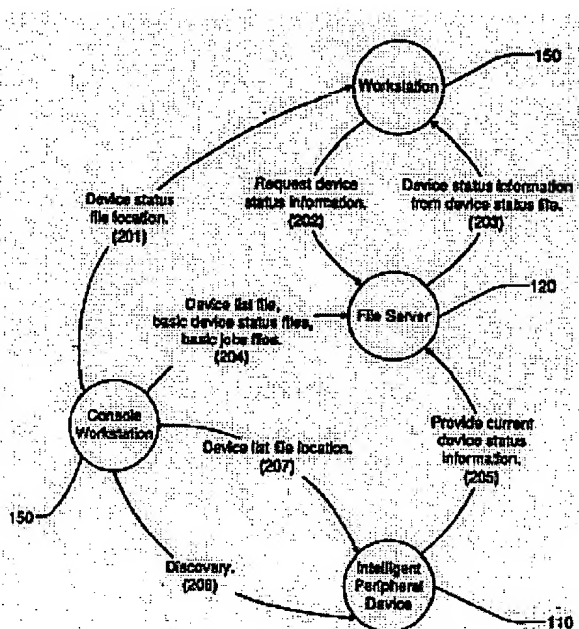 150
Workstation
Device status
file location.
(201)
Request device
status information.
(202)
Device status information
from device status file.
(203)
Device list file,
basic device status files,
basic jobs files.
(204)
File Server
120
Console
Workstation
150
Device list file location.
(207)
Provide current
device status
information.
(205)
Discovery.
(206)
Intelligent
Peripheral
Device
110